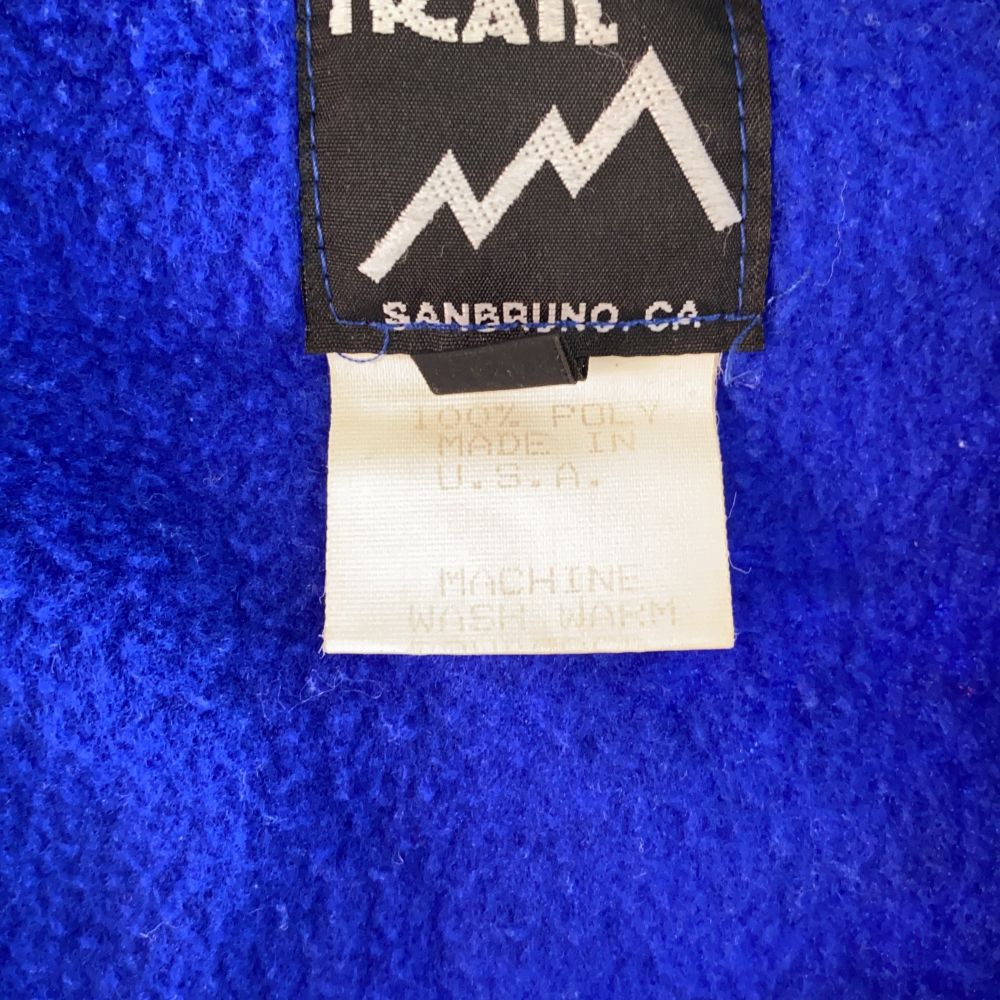 TRAIL
SANBRUNO, CA
100% POLY
MADE IN
U.S.A.
MACHINE
WASH WARM